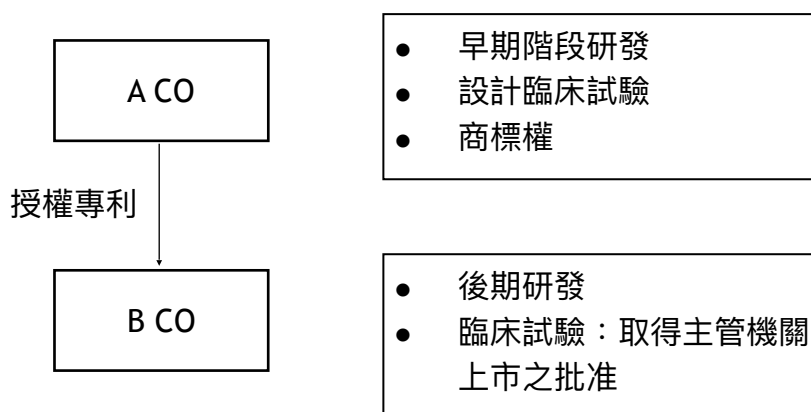 A CO
● 早期階段研發
● 設計臨床試驗
● 商標權
授權專利
B CO
● 後期研發
● 臨床試驗：取得主管機關
上市之批准